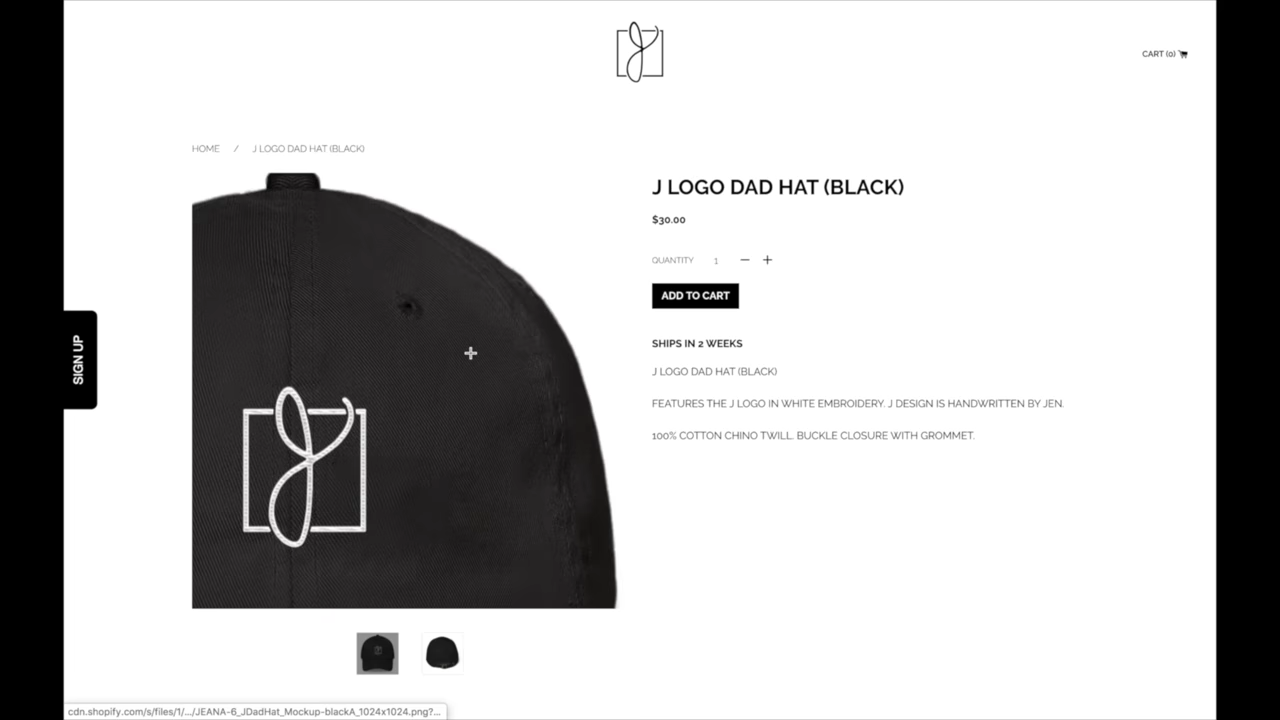 CART (0)
HOME / J LOGO DAD HAT (BLACK)
J LOGO DAD HAT (BLACK)
$30.00
QUANTITY 1
ADD TO CART
SIGN UP
SHIPS IN 2 WEEKS
J LOGO DAD HAT (BLACK)
FEATURES THE J LOGO IN WHITE EMBROIDERY. J DESIGN IS HANDWRITTEN BY JEN.
100% COTTON CHINO TWILL. BUCKLE CLOSURE WITH GROMMET.
J
cdn.shopify.com/s/files/1/.../JEANA-6_JDadHat_Mockup-blackA_1024x1024.png?...